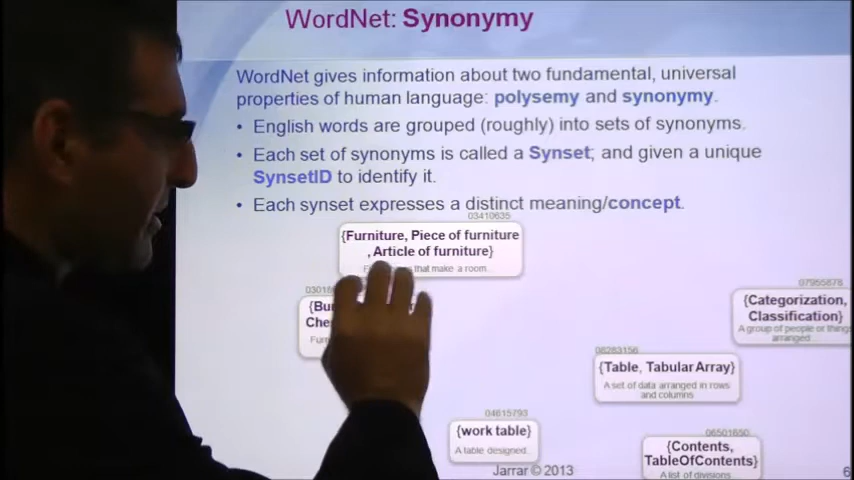 WordNet: Synonymy
WordNet gives information about two fundamental, universal
properties of human language: polysemy and synonymy.
• English words are grouped (roughly) into sets of synonyms.
• Each set of synonyms is called a Synset; and given a unique
SynsetID to identify it.
• Each synset expresses a distinct meaning/concept.
03410635
{Furniture, Piece of furniture
, Article of furniture}
that make a room...
07955878
{Categorization,
Classification}
A group of people or things
arranged...
08283156
{Table, TabularArray}
A set of data arranged in rows
and columns
04615793
{work table}
A table designed...
06501650
{Contents,
TableOfContents}
A list of divisions...
Jarrar © 2013
6